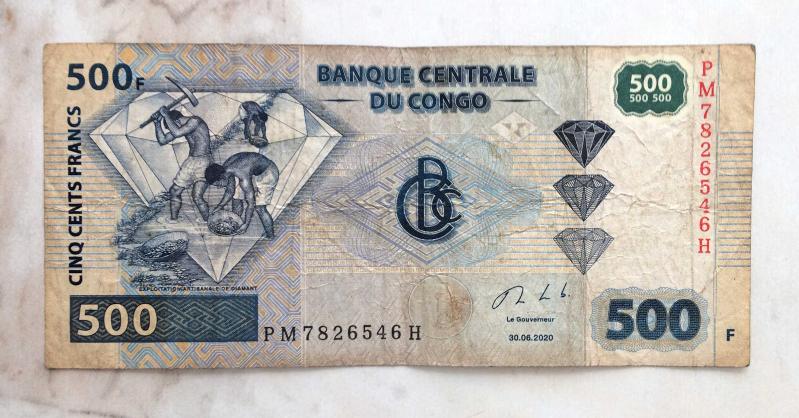 500F
BANQUE CENTRALE
DU CONGO
500
500 500
PM7826546H
CINQ CENTS FRANCS
BCC
EXPLOITATION ARTISANALE DE DIAMANT
500
PM7826546H
Le Gouverneur
30.06.2020
500
F